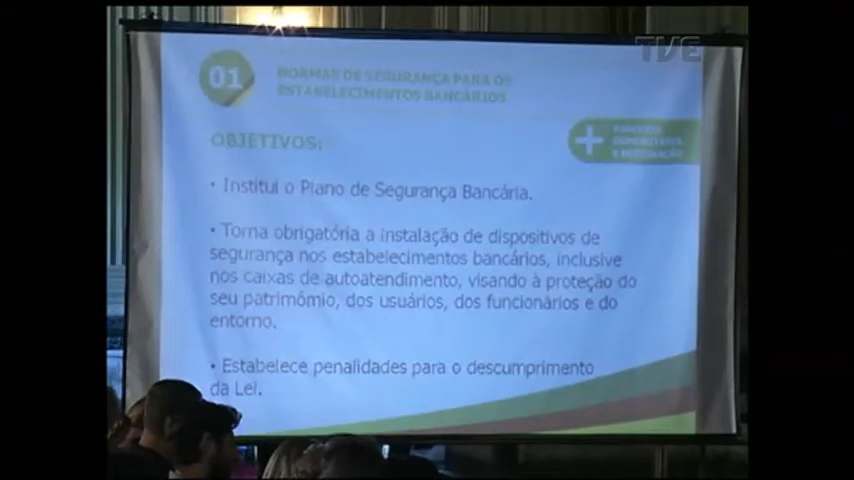 TVE
01
NORMAS DE SEGURANÇA PARA OS
ESTABELECIMENTOS BANCÁRIOS
OBJETIVOS:
+
• Institui o Plano de Segurança Bancária.
• Torna obrigatória a instalação de dispositivos de
segurança nos estabelecimentos bancários, inclusive
nos caixas de autoatendimento, visando à proteção do
seu patrimômio, dos usuários, dos funcionários e do
entorno.
• Estabelece penalidades para o descumprimento
da Lei.